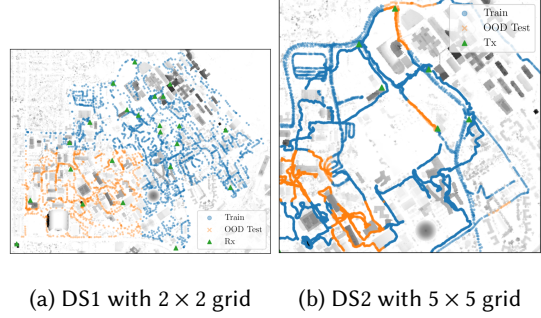 Train
OOD Test
Tx
Train
OOD Test
Rx
(a) DS1 with 2 × 2 grid
(b) DS2 with 5 × 5 grid